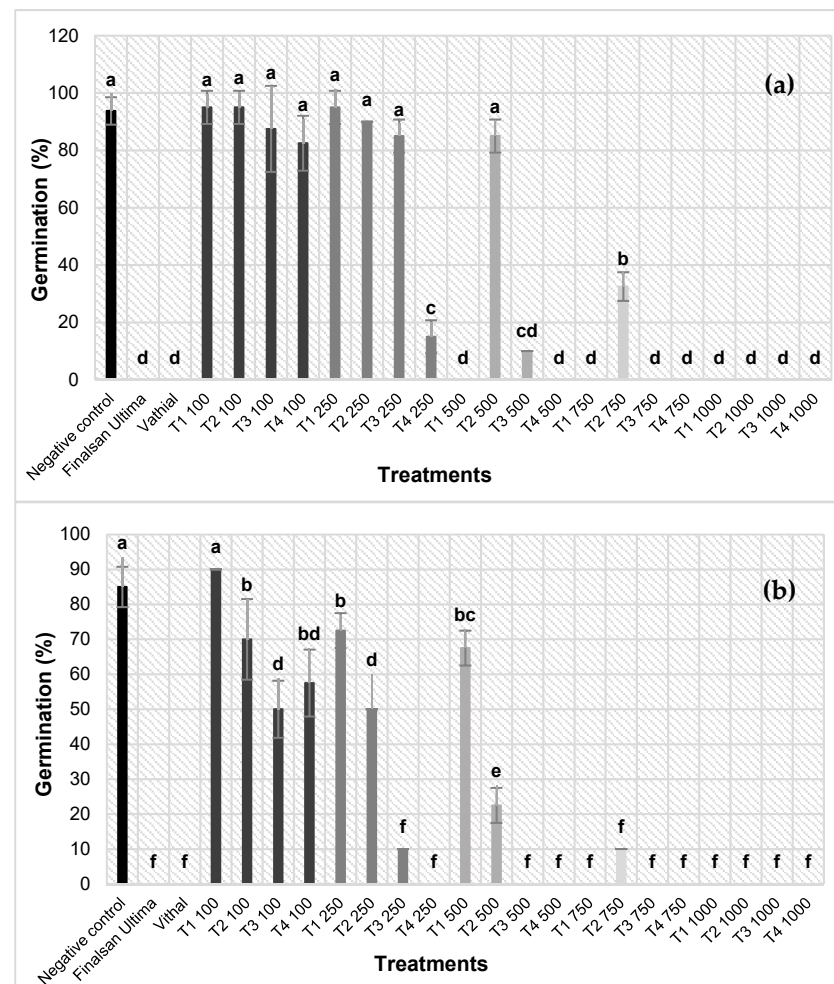 120
100
80
60
40
20
0
Germination (%)
(a)
a d d a a a a a a a c d a cd d d b d d d d d d
Negative control
Finalsan Ultima
Vathial
T1 100
T2 100
T3 100
T4 100
T1 250
T2 250
T3 250
T4 250
T1 500
T2 500
T3 500
T4 500
T1 750
T2 750
T3 750
T4 750
T1 1000
T2 1000
T3 1000
T4 1000
Treatments
100
90
80
70
60
50
40
30
20
10
0
Germination (%)
(b)
a f f a b d bd b d f f bc e f f f f f f f f f f
Negative control
Finalsan Ultima
Vithal
T1 100
T2 100
T3 100
T4 100
T1 250
T2 250
T3 250
T4 250
T1 500
T2 500
T3 500
T4 500
T1 750
T2 750
T3 750
T4 750
T1 1000
T2 1000
T3 1000
T4 1000
Treatments